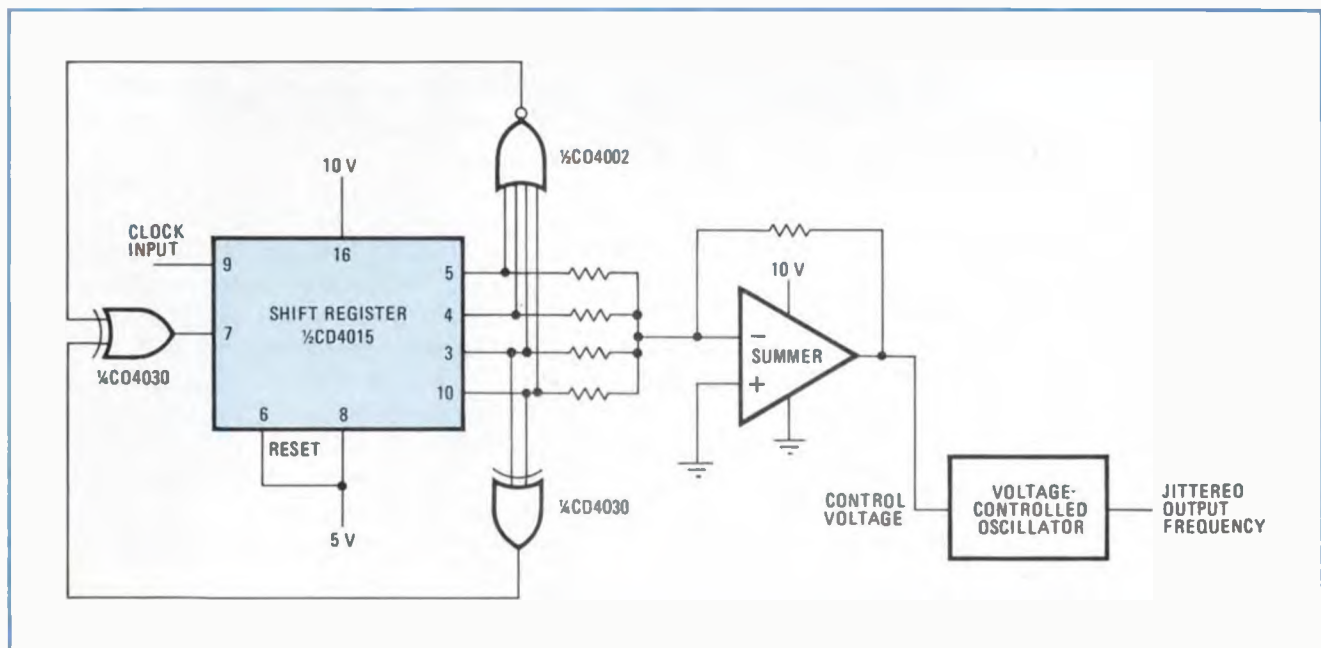 ½CO4002
10 V
CLOCK
INPUT
9
16
5
SHIFT REGISTER
½CD4015
4
7
3
10
¼CO4030
6
8
RESET
5 V
¼CD4030
10 V
−
SUMMER
+
CONTROL
VOLTAGE
VOLTAGE-
CONTROLLED
OSCILLATOR
JITTERED
OUTPUT
FREQUENCY